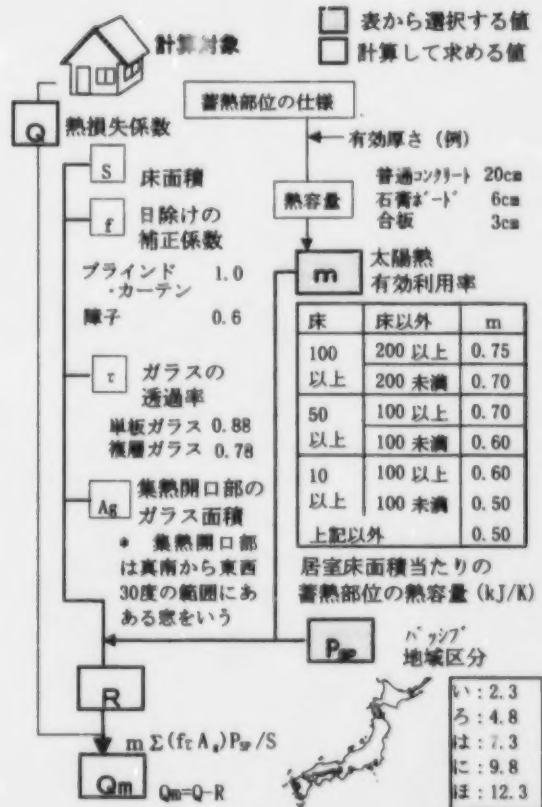 表から選択する値
計算対象
計算して求める値
蓄熱部位の仕様
Q 熱損失係数
有効厚さ (例)
S 床面積
普通コンクリート 20cm
石膏ボード 6cm
合板 3cm
熱容量
f 日除けの
補正係数
ブラインド 1.0
・カーテン
障子 0.6
m 太陽熱
有効利用率
床 床以外 m
100 200 以上 0.75
以上 200 未満 0.70
50 100 以上 0.70
以上 100 未満 0.60
10 100 以上 0.60
以上 100 未満 0.50
上記以外 0.50
τ ガラスの
透過率
単板ガラス 0.88
複層ガラス 0.78
Ag 集熱開口部の
ガラス面積
* 集熱開口部
は真南から東西
30度の範囲にあ
ある窓をいう
居室床面積当たりの
蓄熱部位の熱容量 (kJ/K)
PSP パッシブ
地域区分
い : 2.3
ろ : 4.8
は : 7.3
に : 9.8
ほ : 12.3
R
m Σ(fτ Ag)PSP/S
Qm Qm=Q-R